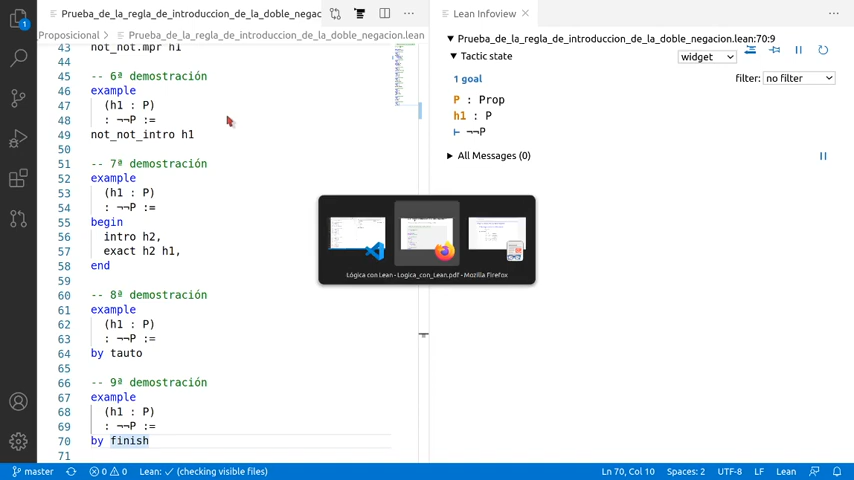 Prueba_de_la_regla_de_introduccion_de_la_doble_negac
Proposicional > Prueba_de_la_regla_de_introduccion_de_la_doble_negacion.lean
43 not_not.mpr h1
44
45 -- 6ª demostración
46 example
47 (h1 : P)
48 : ¬¬P :=
49 not_not_intro h1
50
51 -- 7ª demostración
52 example
53 (h1 : P)
54 : ¬¬P :=
55 begin
56 intro h2,
57 exact h2 h1,
58 end
59
60 -- 8ª demostración
61 example
62 (h1 : P)
63 : ¬¬P :=
64 by tauto
65
66 -- 9ª demostración
67 example
68 (h1 : P)
69 : ¬¬P :=
70 by finish
71
Lean Infoview
Prueba_de_la_regla_de_introduccion_de_la_doble_negacion.lean:70:9
Tactic state
widget
1 goal
filter: no filter
P : Prop
h1 : P
⊢ ¬¬P
All Messages (0)
Lógica con Lean - Logica_con_Lean.pdf - Mozilla Firefox
1
master
0 0
Lean: ✓ (checking visible files)
Ln 70, Col 10
Spaces: 2
UTF-8
LF
Lean